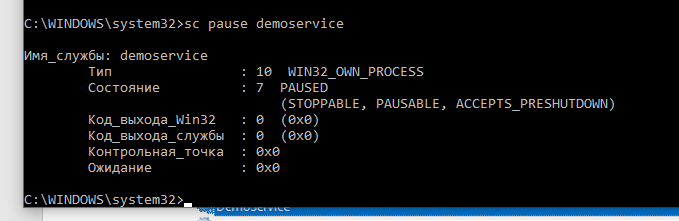 C:\WINDOWS\system32>sc pause demoservice
Имя_службы: demoservice
Тип : 10 WIN32_OWN_PROCESS
Состояние : 7 PAUSED
(STOPPABLE, PAUSABLE, ACCEPTS_PRESHUTDOWN)
Код_выхода_Win32 : 0 (0x0)
Код_выхода_службы : 0 (0x0)
Контрольная_точка : 0x0
Ожидание : 0x0
C:\WINDOWS\system32>
DemoService